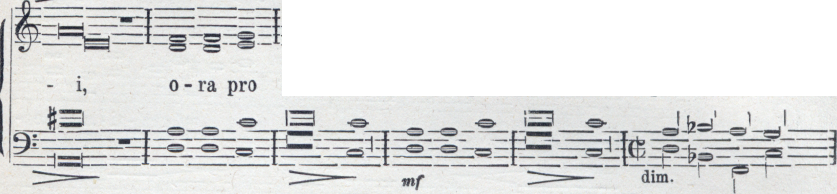 - i, o - ra pro
mf
dim.